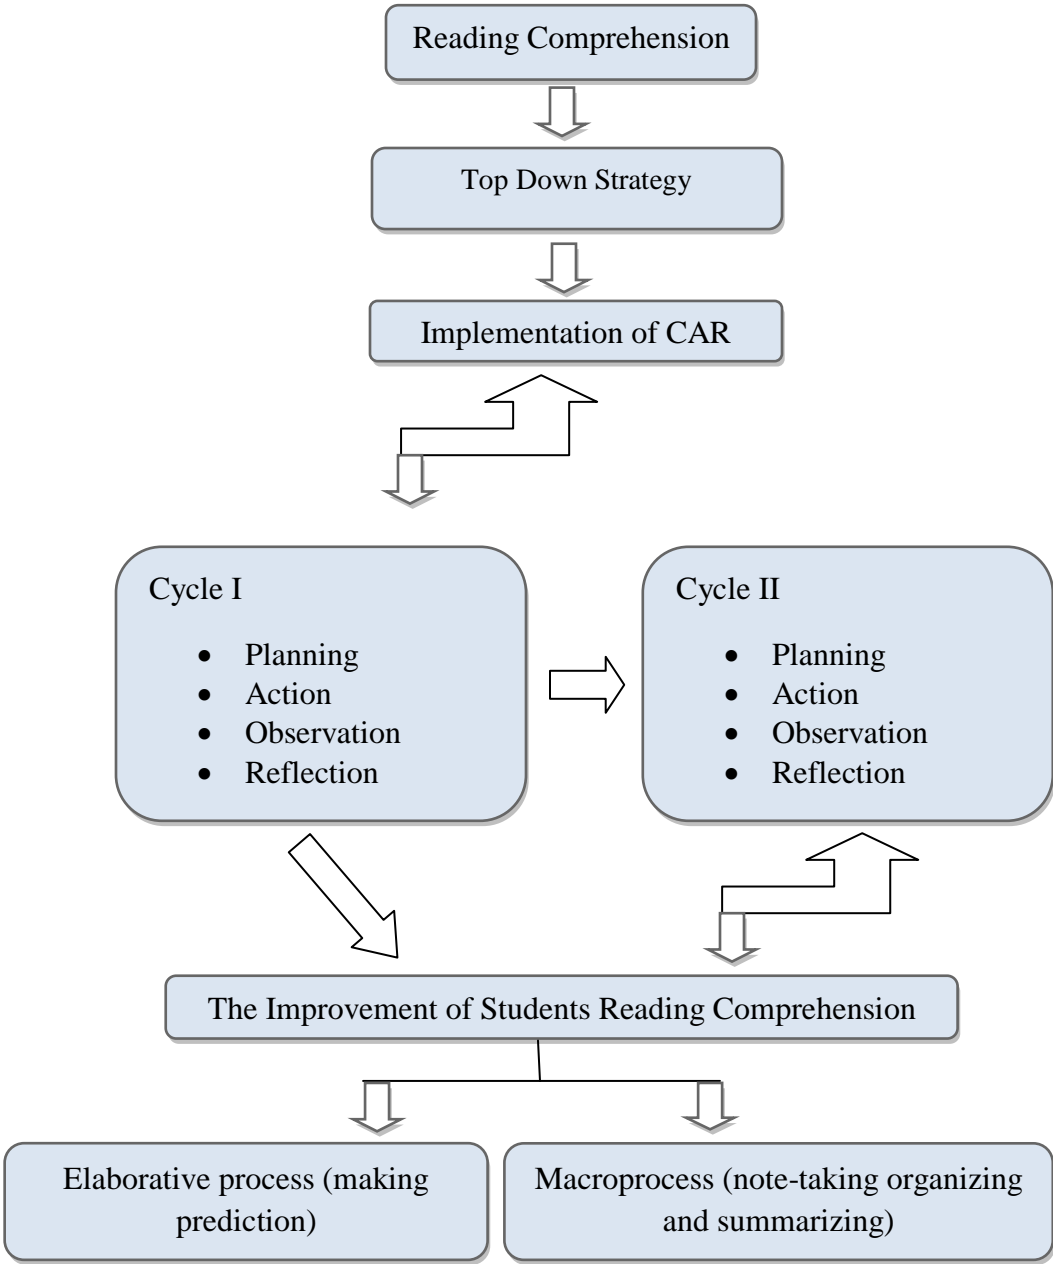 Reading Comprehension
Top Down Strategy
Implementation of CAR
Cycle I
• Planning
• Action
• Observation
• Reflection
Cycle II
• Planning
• Action
• Observation
• Reflection
The Improvement of Students Reading Comprehension
Elaborative process (making
prediction)
Macroprocess (note-taking organizing
and summarizing)